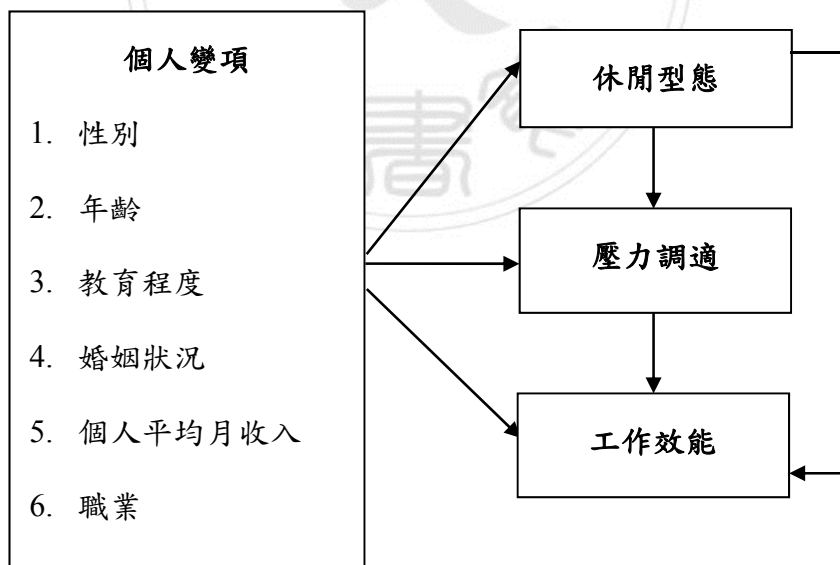 個人變項
1. 性別
2. 年齡
3. 教育程度
4. 婚姻狀況
5. 個人平均月收入
6. 職業
休閒型態
壓力調適
工作效能
書